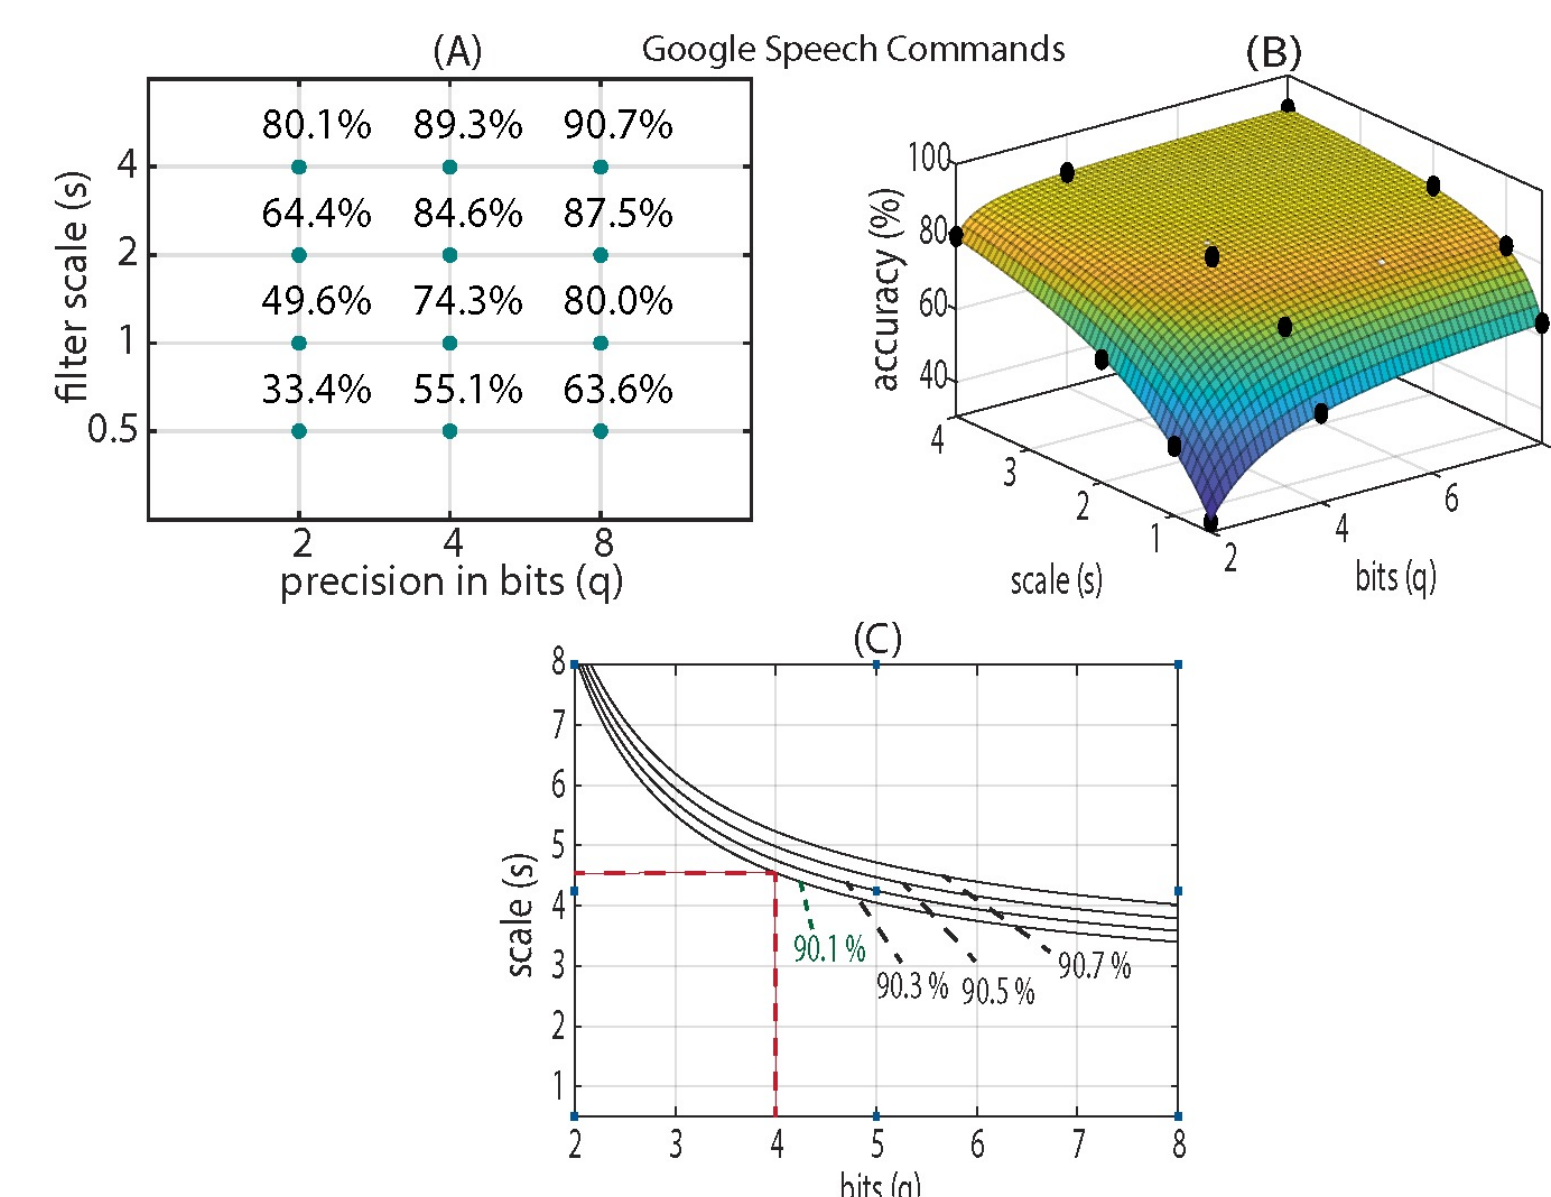 (A)
Google Speech Commands
(B)
80.1% 89.3% 90.7%
4
64.4% 84.6% 87.5%
2
49.6% 74.3% 80.0%
1
33.4% 55.1% 63.6%
0.5
filter scale (s)
2 4 8
precision in bits (q)
100
80
60
40
accuracy (%)
4
3
2
1
scale (s)
2
4
6
bits (q)
(C)
8
7
6
5
4
3
2
1
scale (s)
90.1 %
90.3 %
90.5 %
90.7 %
2 3 4 5 6 7 8
bits (q)